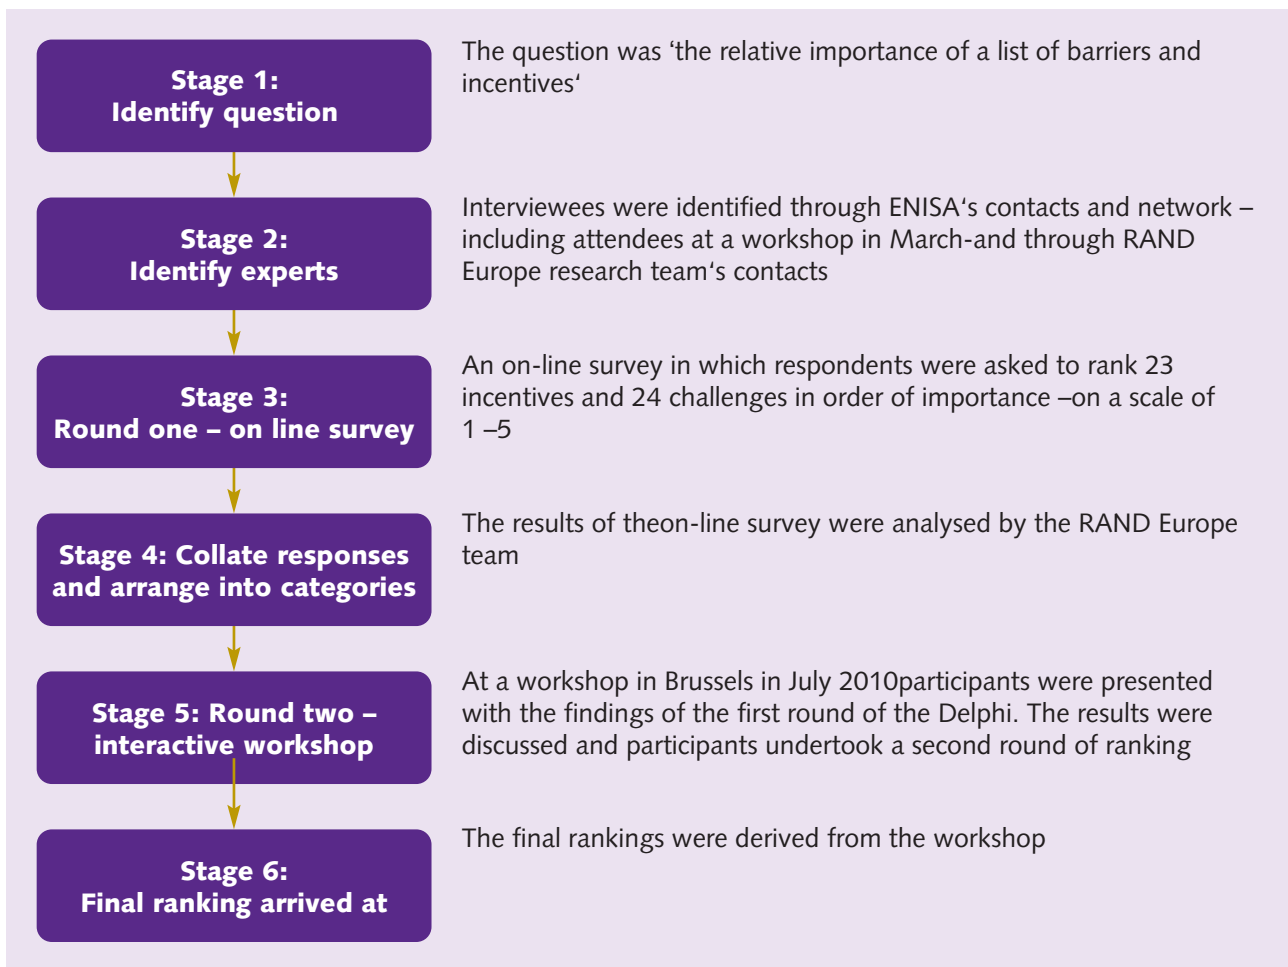 Stage 1:
Identify question
The question was ‘the relative importance of a list of barriers and
incentives‘
Stage 2:
Identify experts
Interviewees were identified through ENISA‘s contacts and network –
including attendees at a workshop in March-and through RAND
Europe research team‘s contacts
Stage 3:
Round one – on line survey
An on-line survey in which respondents were asked to rank 23
incentives and 24 challenges in order of importance –on a scale of
1 –5
Stage 4: Collate responses
and arrange into categories
The results of theon-line survey were analysed by the RAND Europe
team
Stage 5: Round two –
interactive workshop
At a workshop in Brussels in July 2010participants were presented
with the findings of the first round of the Delphi. The results were
discussed and participants undertook a second round of ranking
Stage 6:
Final ranking arrived at
The final rankings were derived from the workshop